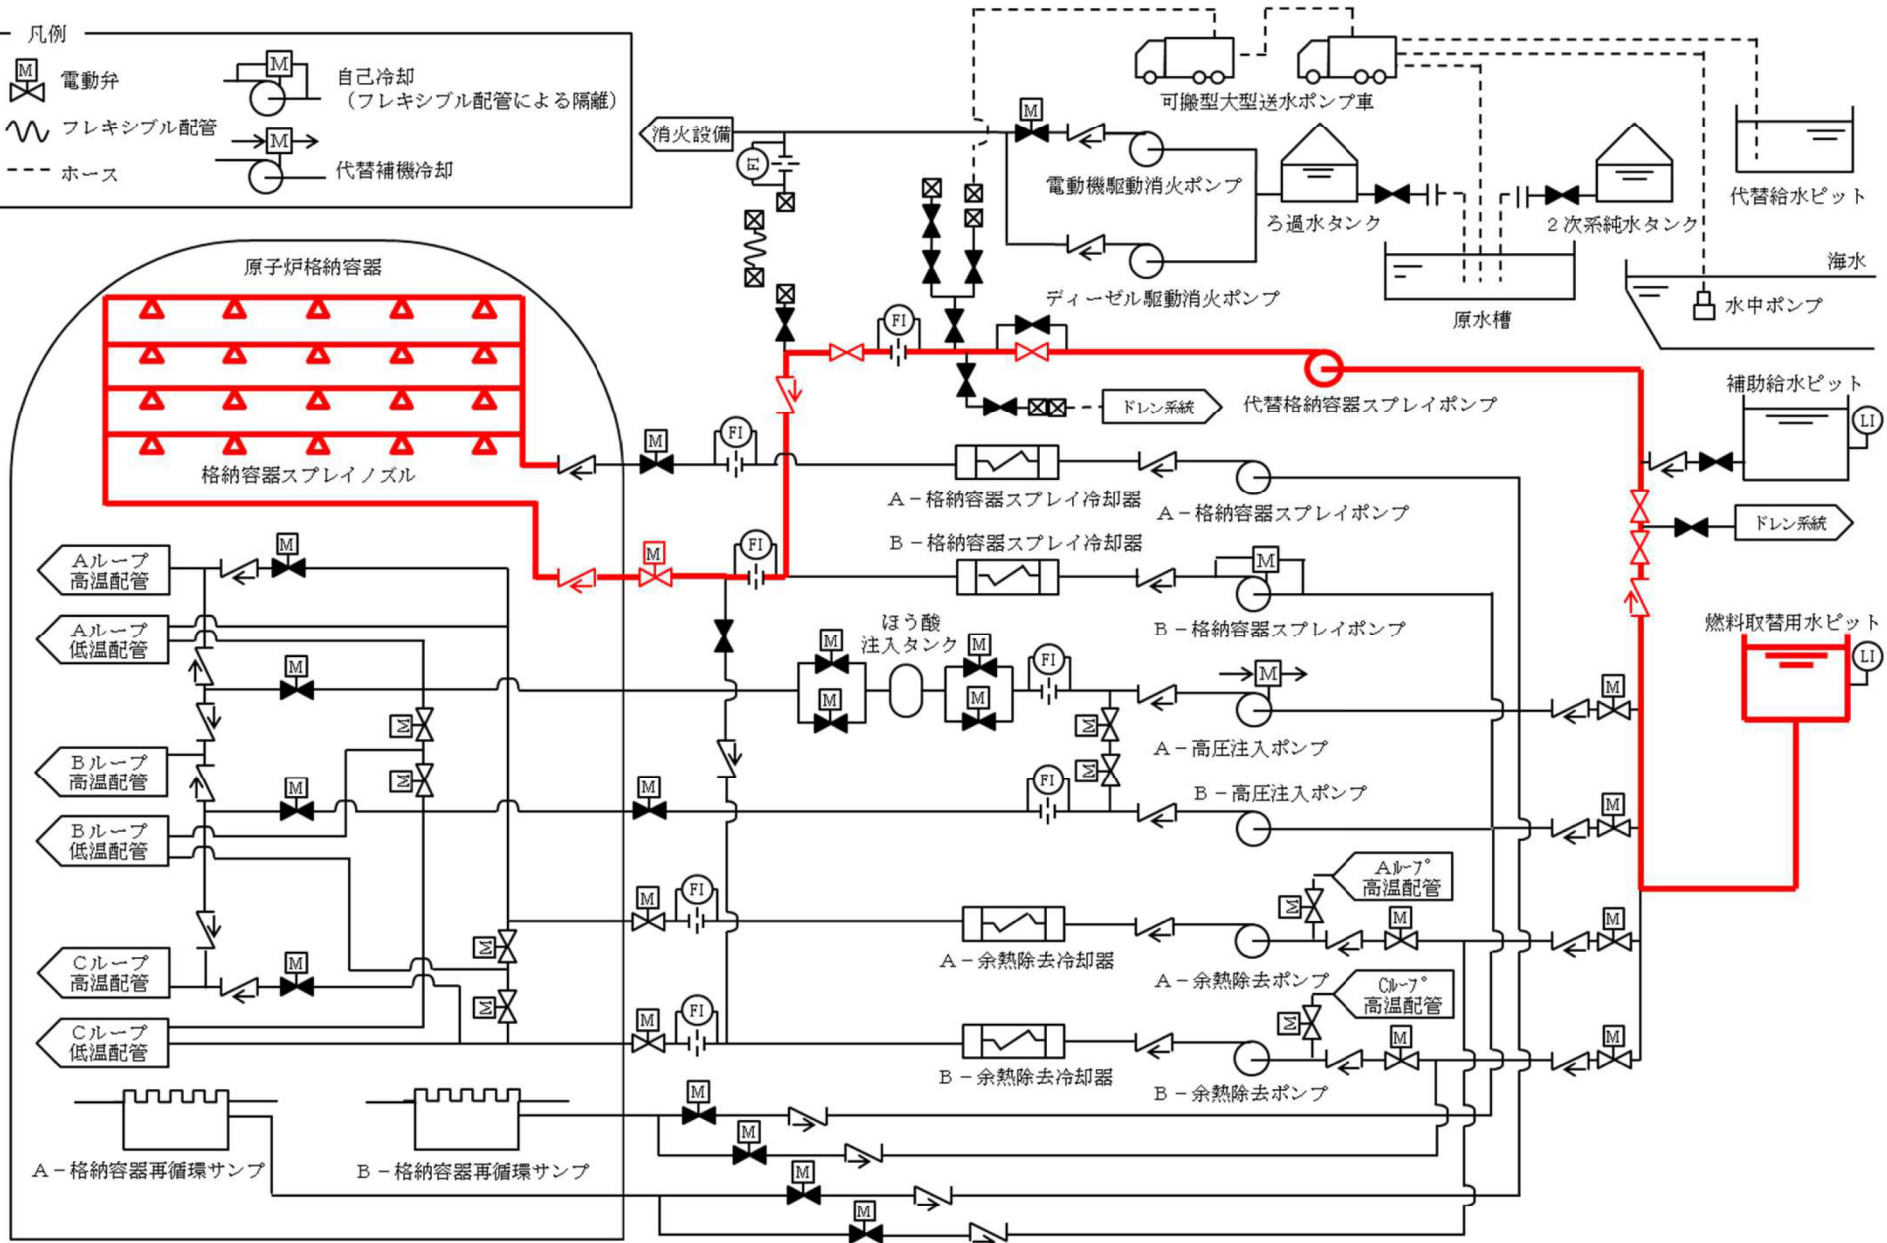 凡例
M
電動弁
M
自己冷却
（フレキシブル配管による隔離）
フレキシブル配管
M
代替補機冷却
ホース
可搬型大型送水ポンプ車
消火設備
M
FI
電動機駆動消火ポンプ
ろ過水タンク
２次系純水タンク
代替給水ピット
ディーゼル駆動消火ポンプ
原水槽
海水
水中ポンプ
原子炉格納容器
FI
代替格納容器スプレイポンプ
ドレン系統
補助給水ピット
LI
格納容器スプレイノズル
M
FI
A－格納容器スプレイ冷却器
A－格納容器スプレイポンプ
ドレン系統
M
FI
B－格納容器スプレイ冷却器
M
B－格納容器スプレイポンプ
Aループ
高温配管
M
Aループ
低温配管
ほう酸
注入タンク
燃料取替用水ピット
LI
M
M
M
M
M
FI
M
A－高圧注入ポンプ
M
M
M
M
M
Bループ
高温配管
M
M
FI
B－高圧注入ポンプ
M
Bループ
低温配管
Aループ
高温配管
M
FI
A－余熱除去冷却器
M
M
A－余熱除去ポンプ
M
M
Cループ
高温配管
M
Cループ
高温配管
M
Cループ
低温配管
M
FI
B－余熱除去冷却器
M
M
B－余熱除去ポンプ
M
A－格納容器再循環サンプ
B－格納容器再循環サンプ
M
M
M
M